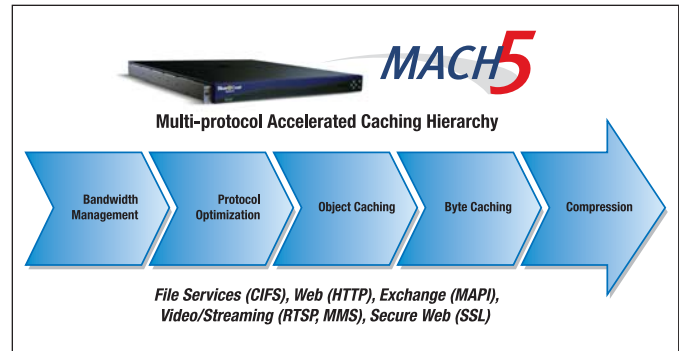 MACH5
Multi-protocol Accelerated Caching Hierarchy
Bandwidth
Management
Protocol
Optimization
Object Caching
Byte Caching
Compression
File Services (CIFS), Web (HTTP), Exchange (MAPI),
Video/Streaming (RTSP, MMS), Secure Web (SSL)